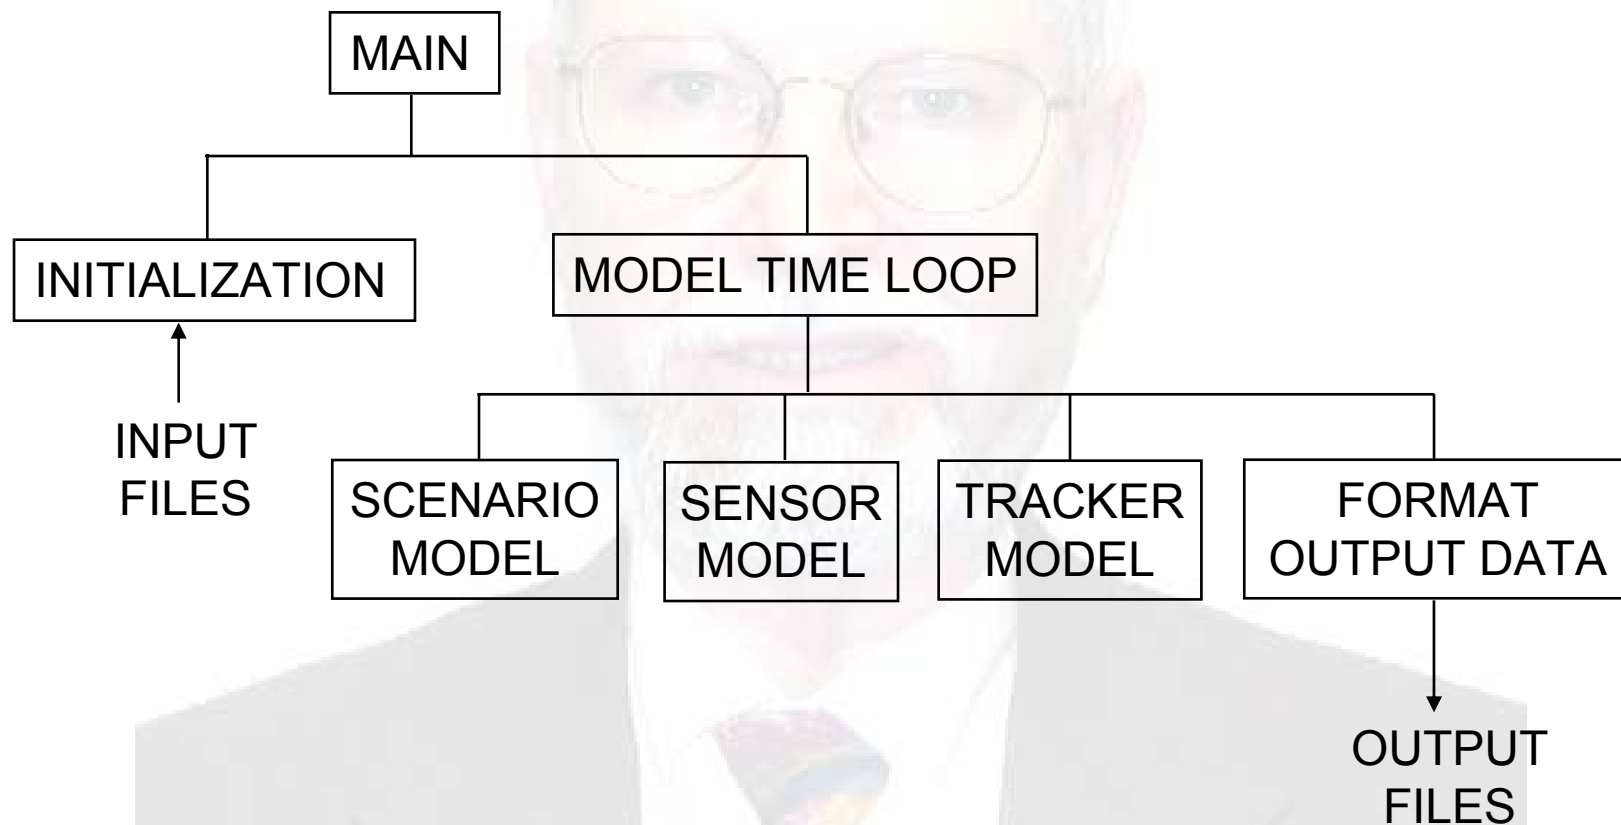 MAIN
INITIALIZATION
MODEL TIME LOOP
INPUT
FILES
SCENARIO
MODEL
SENSOR
MODEL
TRACKER
MODEL
FORMAT
OUTPUT DATA
OUTPUT
FILES